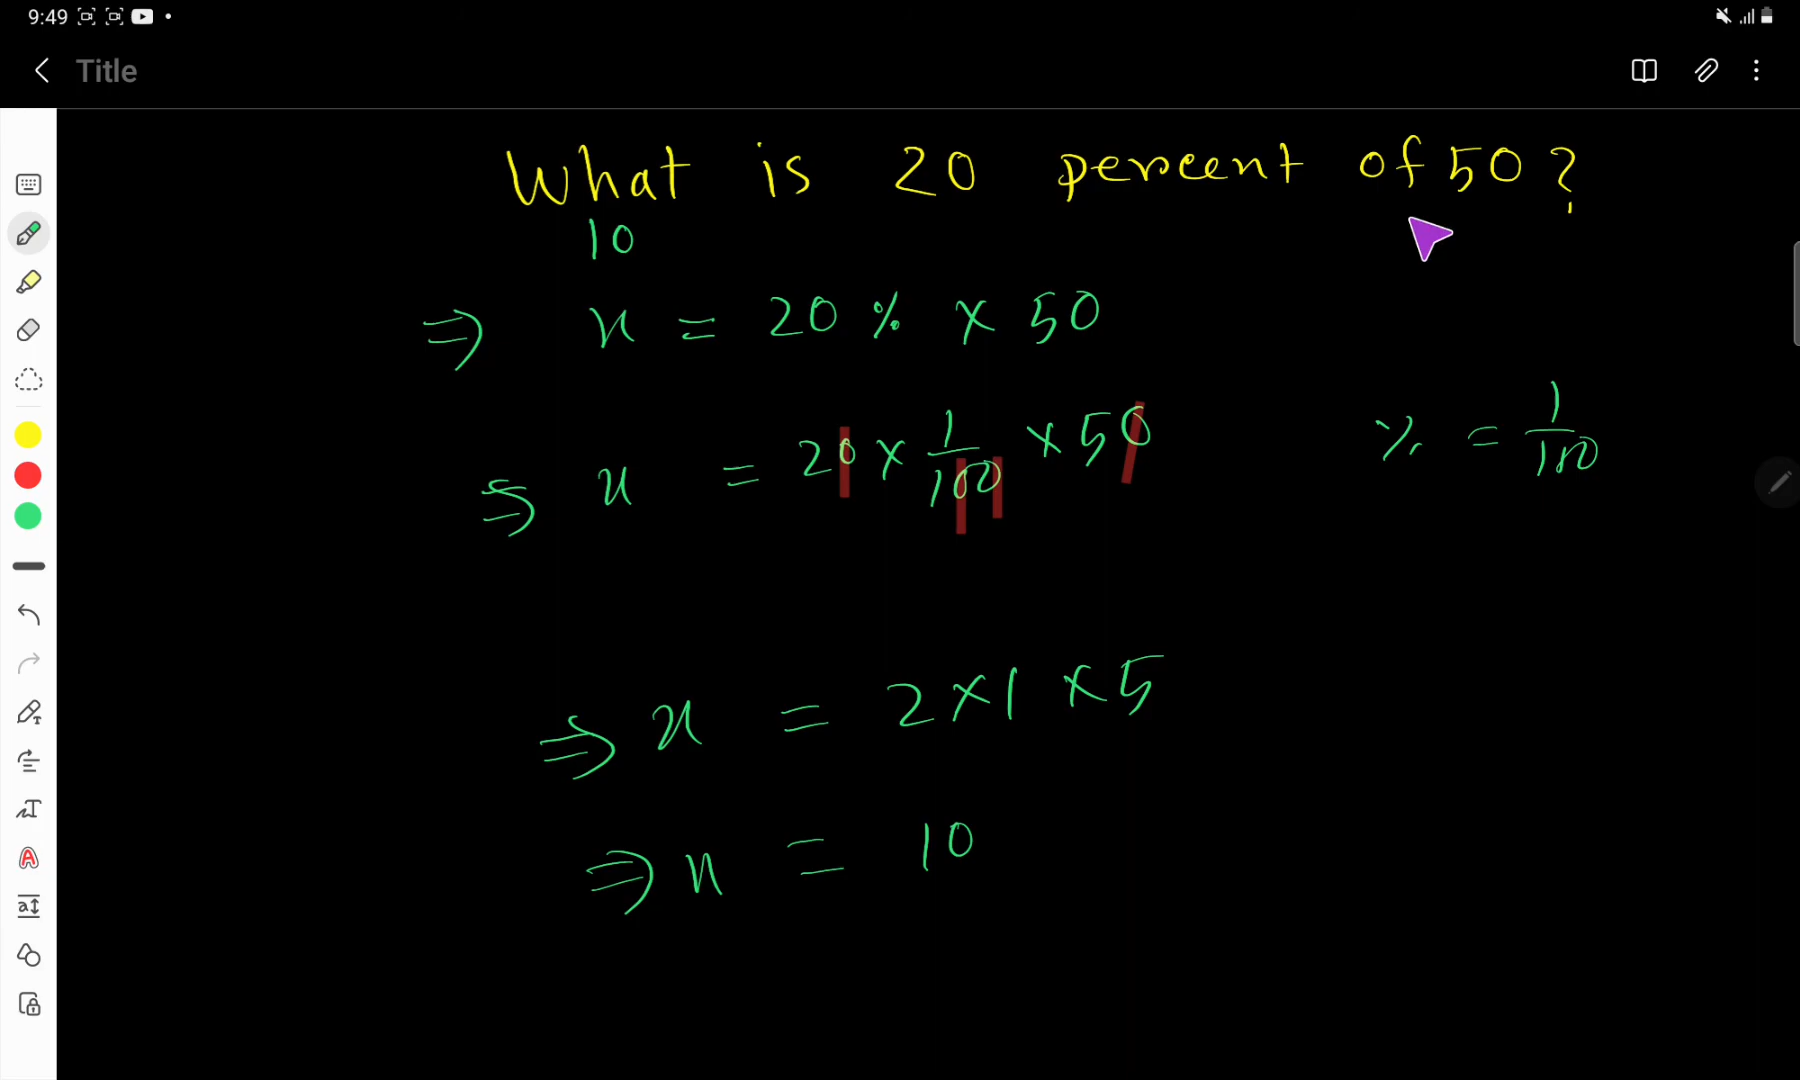 9:49
Title
What is 20 percent of 50?
10
⇒ x = 20 % × 50
⇒ x = 20 × 1/100 × 50
% = 1/100
⇒ x = 2 × 1 × 5
⇒ x = 10